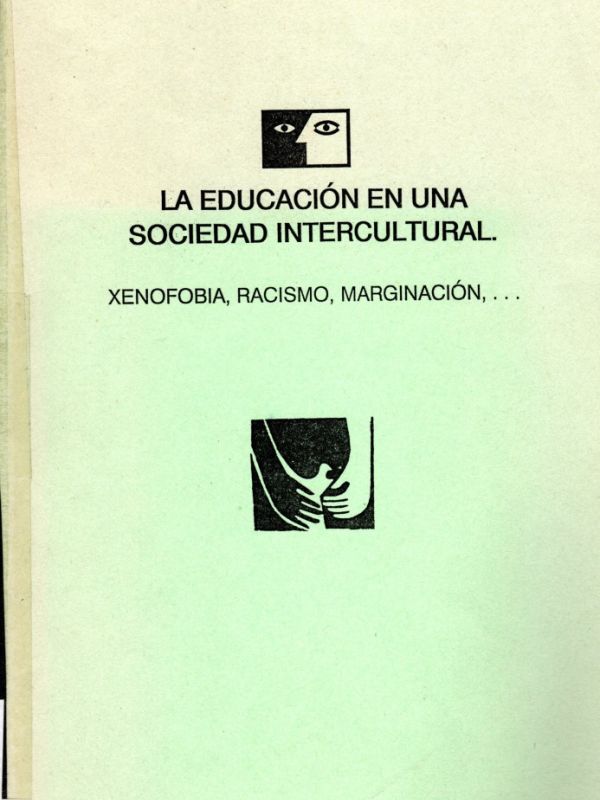 LA EDUCACIÓN EN UNA
SOCIEDAD INTERCULTURAL.
XENOFOBIA, RACISMO, MARGINACIÓN, . . .